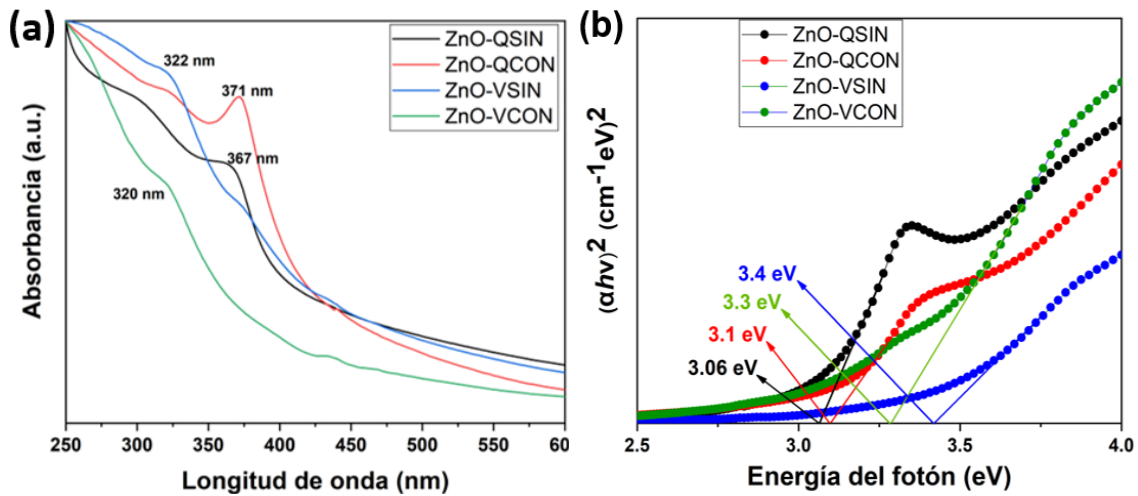 (a)
ZnO-QSIN
ZnO-QCON
ZnO-VSIN
ZnO-VCON
322 nm
371 nm
367 nm
320 nm
Absorbancia (a.u.)
250 300 350 400 450 500 550 600
Longitud de onda (nm)
(b)
ZnO-QSIN
ZnO-QCON
ZnO-VSIN
ZnO-VCON
(αhν)² (cm⁻¹eV)²
3.4 eV
3.3 eV
3.1 eV
3.06 eV
2.5 3.0 3.5 4.0
Energía del fotón (eV)